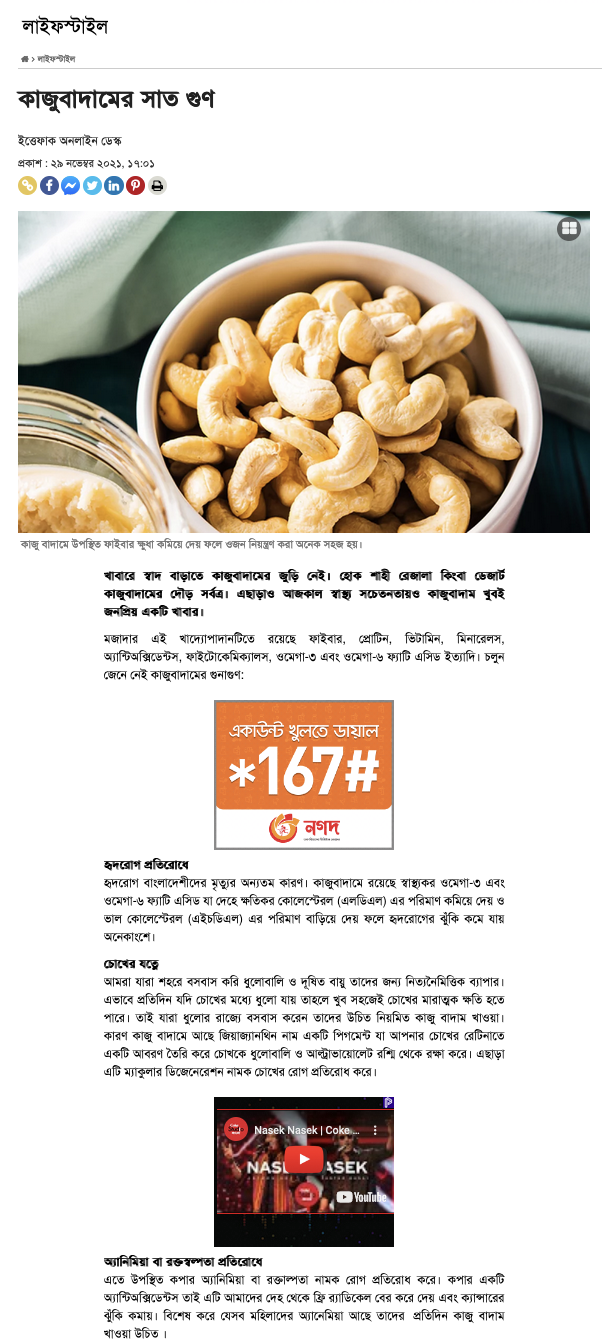 লাইফস্টাইল
› লাইফস্টাইল
কাজুবাদামের সাত গুণ
ইত্তেফাক অনলাইন ডেস্ক
প্রকাশ : ২৯ নভেম্বর ২০২১, ১৭:০১
কাজু বাদামে উপস্থিত ফাইবার ক্ষুধা কমিয়ে দেয় ফলে ওজন নিয়ন্ত্রণ করা অনেক সহজ হয়।
খাবারে স্বাদ বাড়াতে কাজুবাদামের জুড়ি নেই। হোক শাহী রেজালা কিংবা ডেজার্ট
কাজুবাদামের দৌড় সর্বত্র। এছাড়াও আজকাল স্বাস্থ্য সচেতনতায়ও কাজুবাদাম খুবই
জনপ্রিয় একটি খাবার।
মজাদার এই খাদ্যোপাদানটিতে রয়েছে ফাইবার, প্রোটিন, ভিটামিন, মিনারেলস,
অ্যান্টিঅক্সিডেন্টস, ফাইটোকেমিক্যালস, ওমেগা-৩ এবং ওমেগা-৬ ফ্যাটি এসিড ইত্যাদি। চলুন
জেনে নেই কাজুবাদামের গুনাগুণ:
একাউন্ট খুলতে ডায়াল
*167#
নগদ
হৃদরোগ প্রতিরোধে
হৃদরোগ বাংলাদেশীদের মৃত্যুর অন্যতম কারণ। কাজুবাদামে রয়েছে স্বাস্থ্যকর ওমেগা-৩ এবং
ওমেগা-৬ ফ্যাটি এসিড যা দেহে ক্ষতিকর কোলেস্টেরল (এলডিএল) এর পরিমাণ কমিয়ে দেয় ও
ভাল কোলেস্টেরল (এইচডিএল) এর পরিমাণ বাড়িয়ে দেয় ফলে হৃদরোগের ঝুঁকি কমে যায়
অনেকাংশে।
চোখের যত্নে
আমরা যারা শহরে বসবাস করি ধুলোবালি ও দূষিত বায়ু তাদের জন্য নিত্যনৈমিত্তিক ব্যাপার।
এভাবে প্রতিদিন যদি চোখের মধ্যে ধুলো যায় তাহলে খুব সহজেই চোখের মারাত্মক ক্ষতি হতে
পারে। তাই যারা ধুলোর রাজ্যে বসবাস করেন তাদের উচিত নিয়মিত কাজু বাদাম খাওয়া।
কারণ কাজু বাদামে আছে জিয়াজ্যানথিন নাম একটি পিগমেন্ট যা আপনার চোখের রেটিনাতে
একটি আবরণ তৈরি করে চোখকে ধুলোবালি ও আল্ট্রাভায়োলেট রশ্মি থেকে রক্ষা করে। এছাড়া
এটি ম্যাকুলার ডিজেনেরেশন নামক চোখের রোগ প্রতিরোধ করে।
Nasek Nasek | Coke ...
NASEK NASEK
YouTube
অ্যানিমিয়া বা রক্তস্বল্পতা প্রতিরোধে
এতে উপস্থিত কপার অ্যানিমিয়া বা রক্তাল্পতা নামক রোগ প্রতিরোধ করে। কপার একটি
অ্যান্টিঅক্সিডেন্টস তাই এটি আমাদের দেহ থেকে ফ্রি র‍্যাডিকেল বের করে দেয় এবং ক্যান্সারের
ঝুঁকি কমায়। বিশেষ করে যেসব মহিলাদের অ্যানেমিয়া আছে তাদের প্রতিদিন কাজু বাদাম
খাওয়া উচিত ।